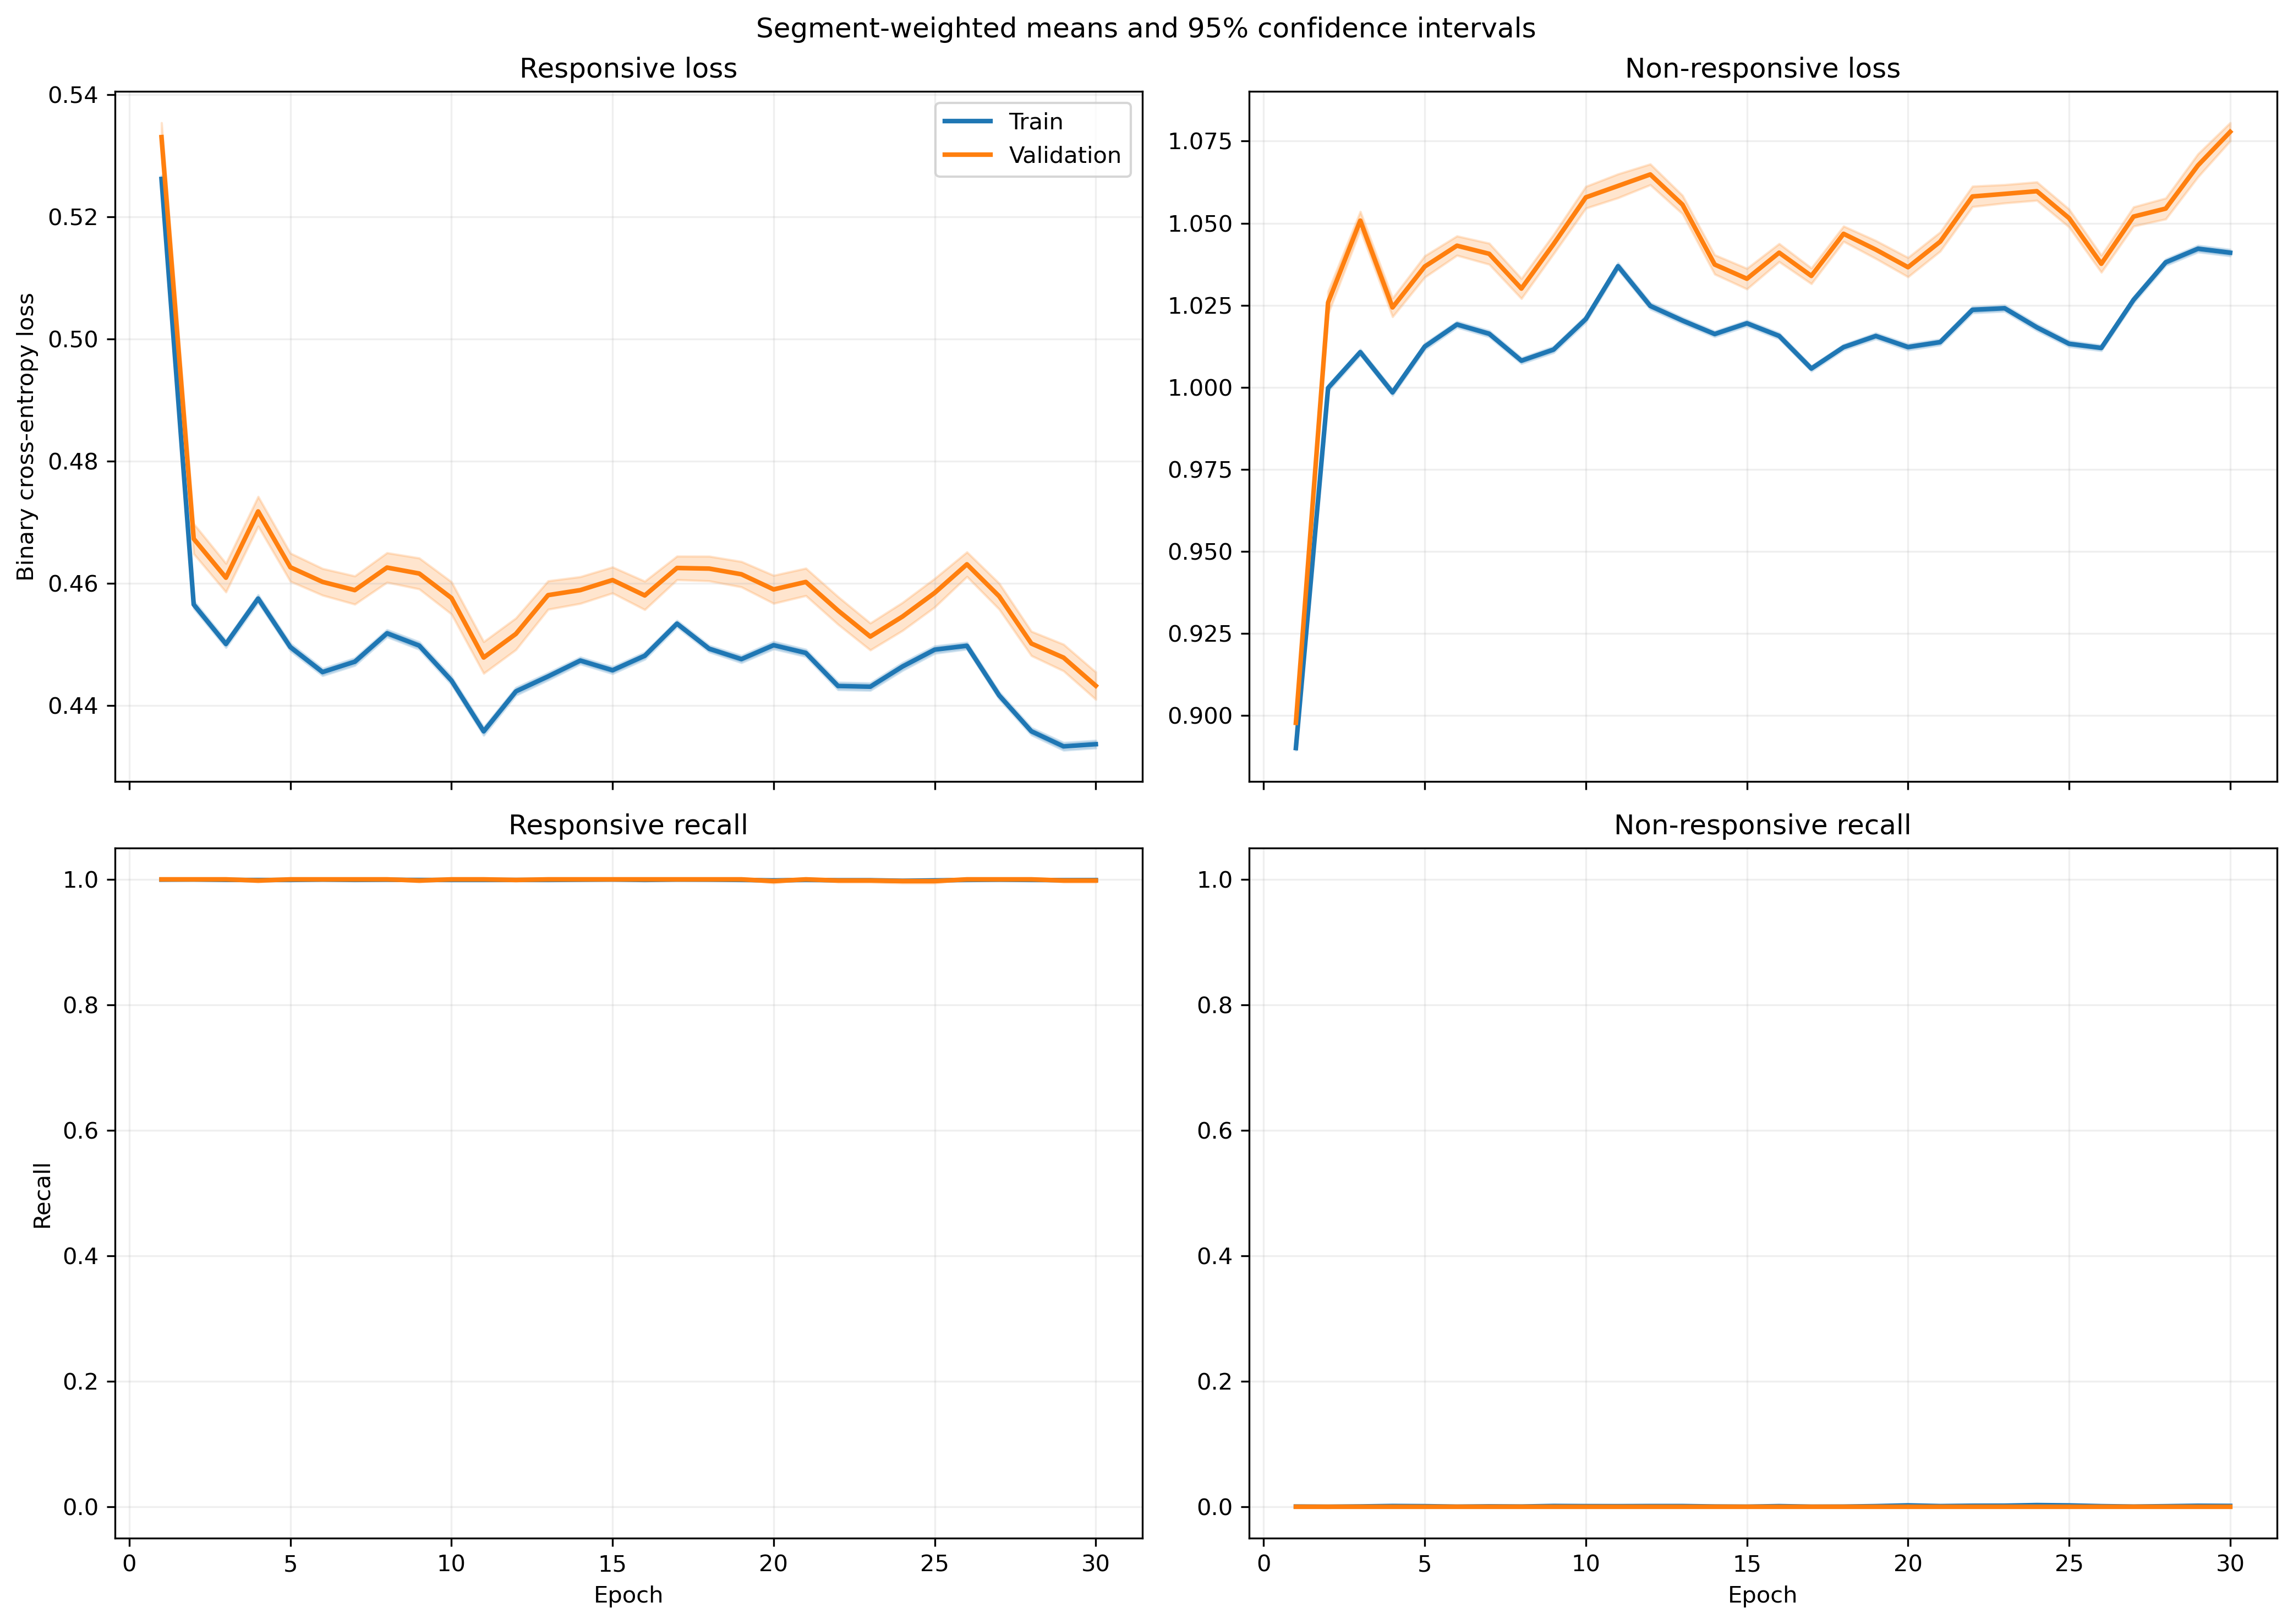 Segment-weighted means and 95% confidence intervals
Responsive loss
Non-responsive loss
Binary cross-entropy loss
0.54
0.52
0.50
0.48
0.46
0.44
Train
Validation
1.075
1.050
1.025
1.000
0.975
0.950
0.925
0.900
Responsive recall
Non-responsive recall
Recall
1.0
0.8
0.6
0.4
0.2
0.0
0 5 10 15 20 25 30
Epoch
1.0
0.8
0.6
0.4
0.2
0.0
0 5 10 15 20 25 30
Epoch